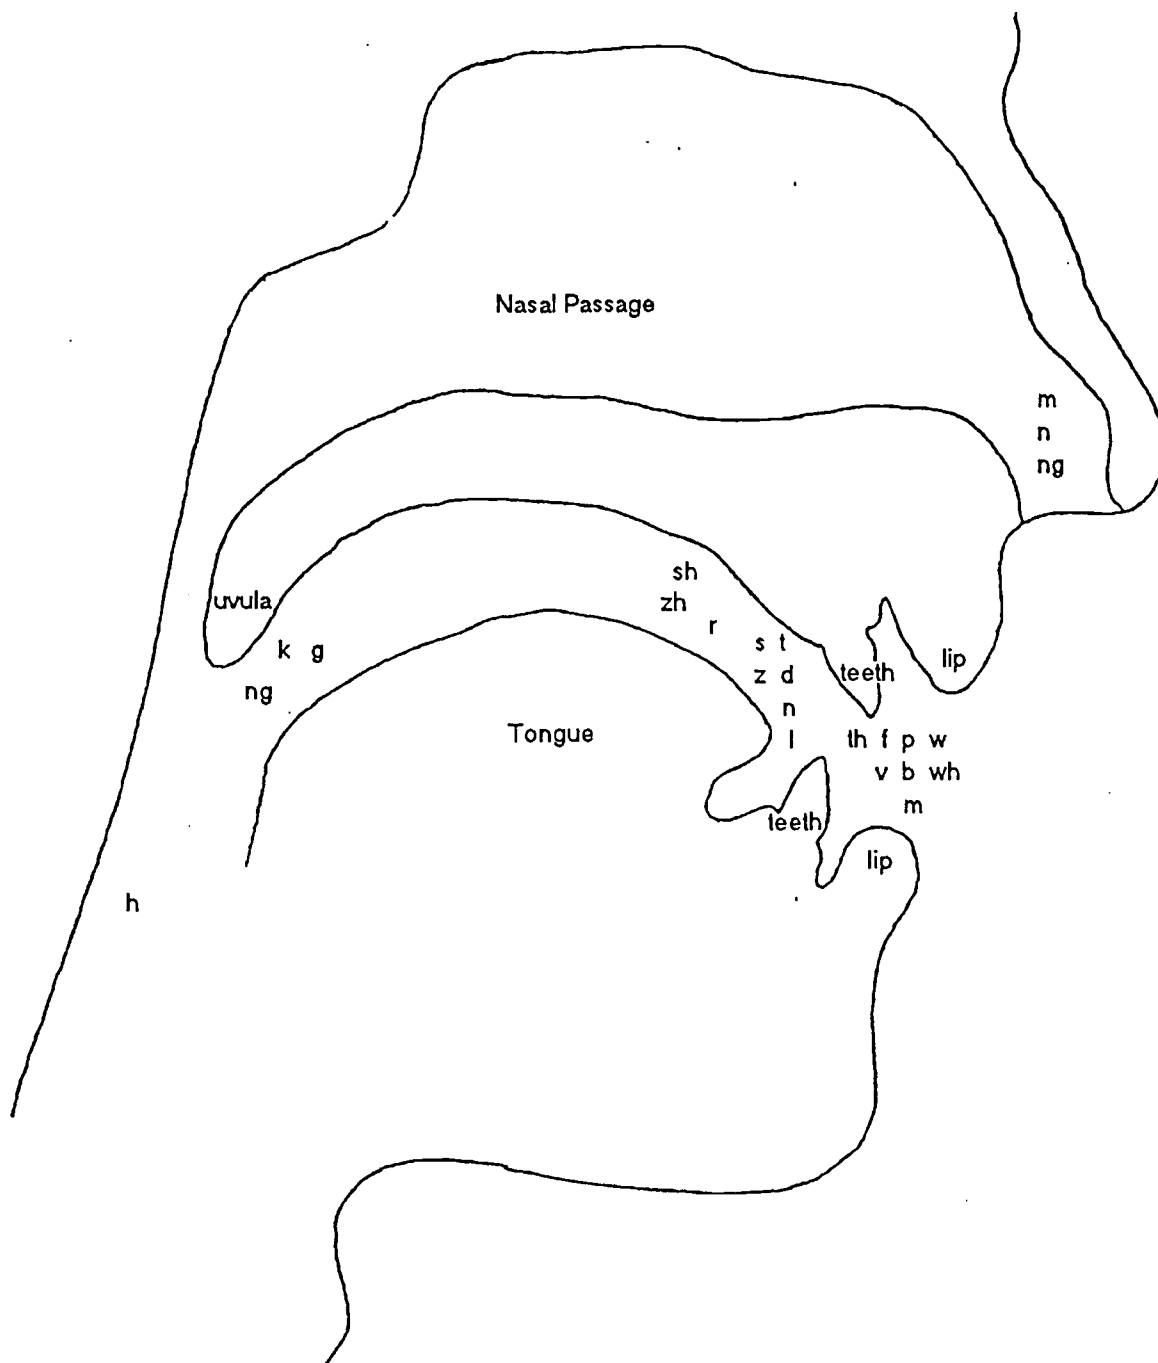 Nasal Passage
m
n
ng
sh
zh
r
uvula
k g
ng
s t
z d
n
l
teeth
lip
Tongue
th f p w
v b wh
m
teeth
lip
h